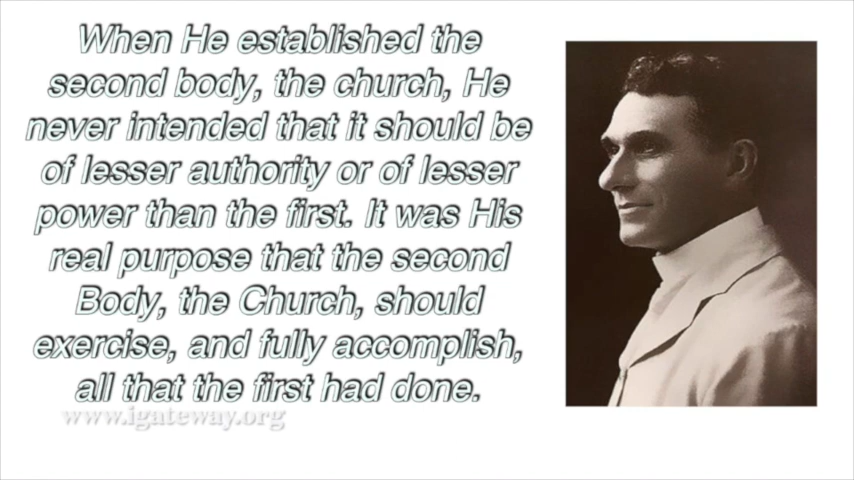 When He established the
second body, the church, He
never intended that it should be
of lesser authority or of lesser
power than the first. It was His
real purpose that the second
Body, the Church, should
exercise, and fully accomplish,
all that the first had done.
www.igateway.org